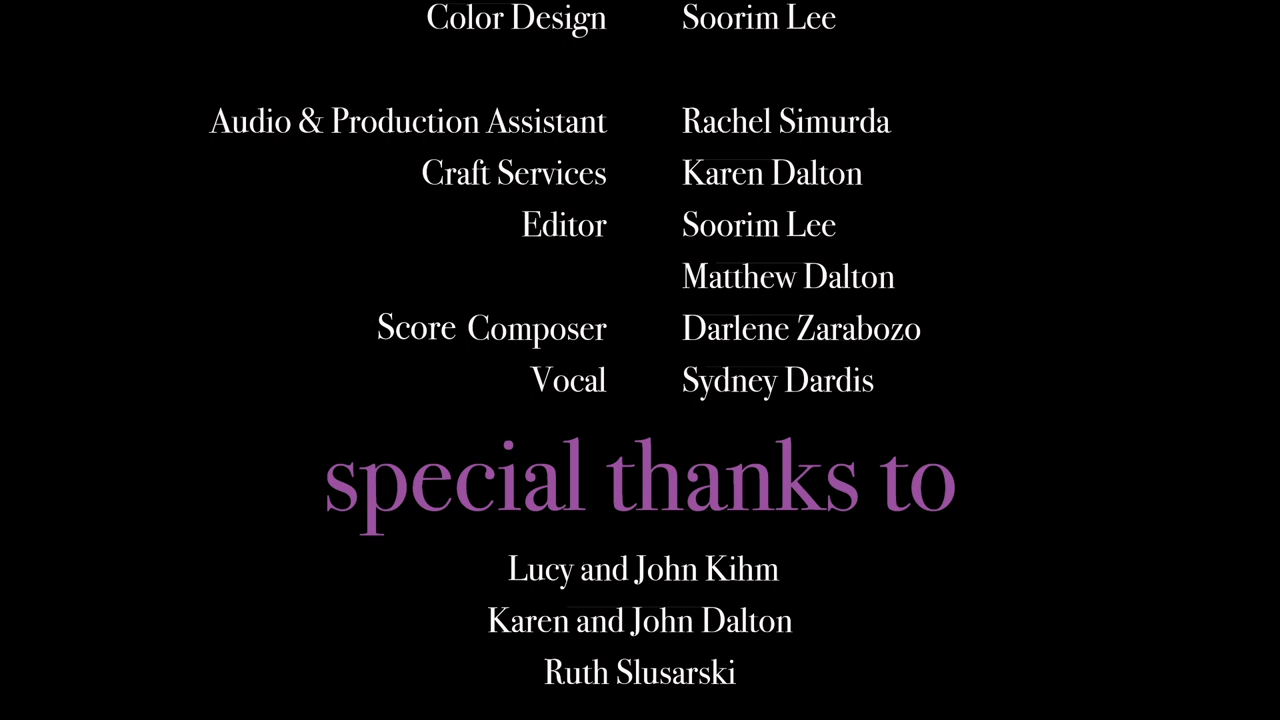 Color Design Soorim Lee
Audio & Production Assistant Rachel Simurda
Craft Services Karen Dalton
Editor Soorim Lee
Matthew Dalton
Score Composer Darlene Zarabozo
Vocal Sydney Dardis
special thanks to
Lucy and John Kihm
Karen and John Dalton
Ruth Slusarski